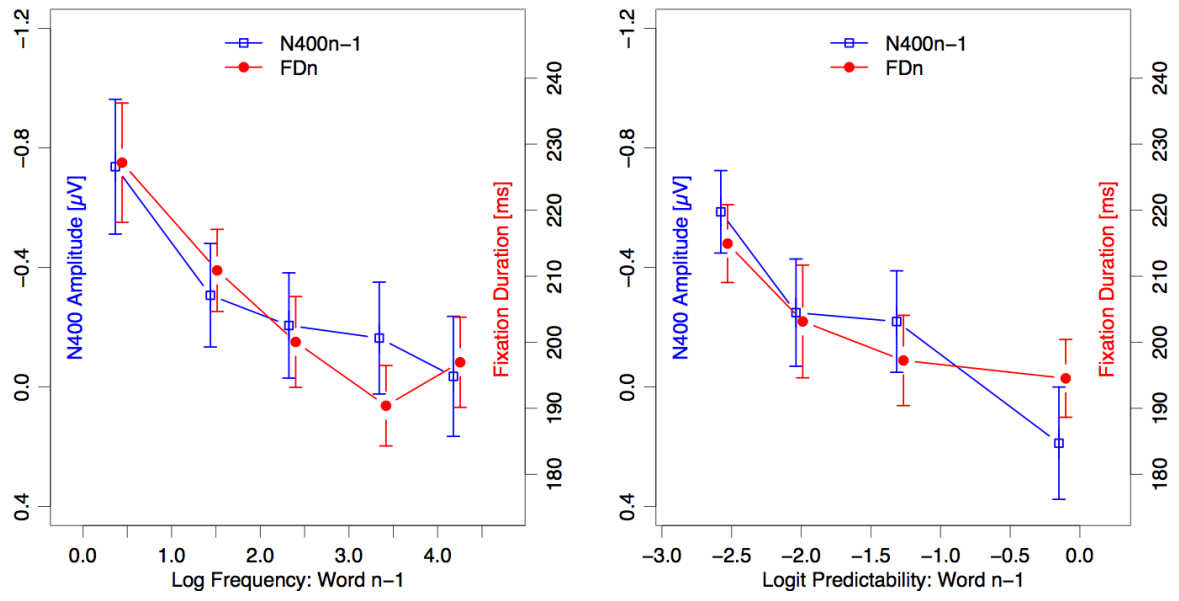 N400n−1
FDn
N400 Amplitude [µV]
−1.2
−0.8
−0.4
0.0
0.4
Fixation Duration [ms]
240
230
220
210
200
190
180
0.0 1.0 2.0 3.0 4.0
Log Frequency: Word n−1
N400n−1
FDn
N400 Amplitude [µV]
−1.2
−0.8
−0.4
0.0
0.4
Fixation Duration [ms]
240
230
220
210
200
190
180
−3.0 −2.5 −2.0 −1.5 −1.0 −0.5 0.0
Logit Predictability: Word n−1